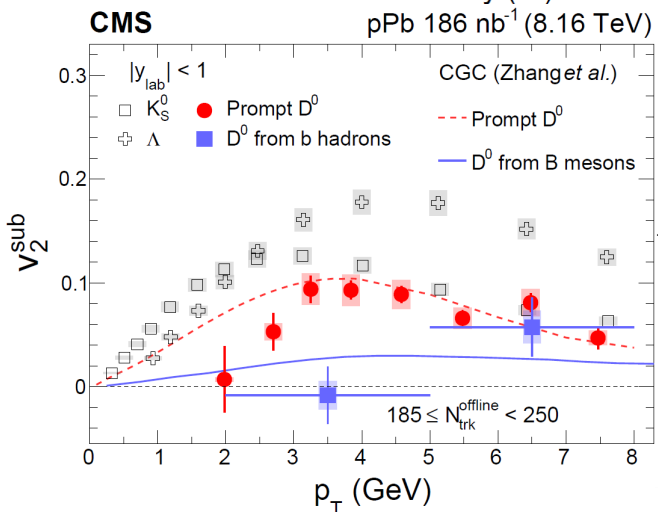 CMS
pPb 186 nb⁻¹ (8.16 TeV)
|y_lab| < 1
K⁰_S
Λ
Prompt D⁰
D⁰ from b hadrons
CGC (Zhang et al.)
Prompt D⁰
D⁰ from B mesons
v₂^sub
0.3
0.2
0.1
0
185 ≤ N_trk^offline < 250
0 1 2 3 4 5 6 7 8
p_T (GeV)